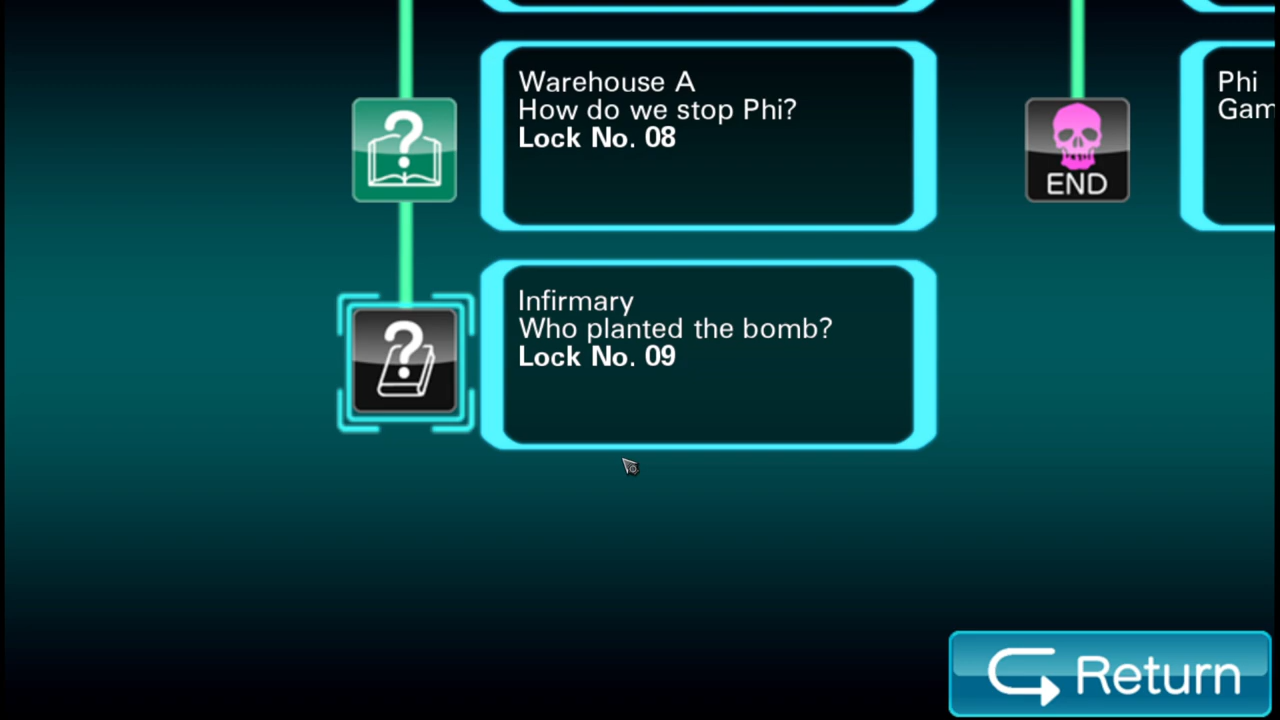 Warehouse A
How do we stop Phi?
Lock No. 08
END
Phi
Gam
Infirmary
Who planted the bomb?
Lock No. 09
Return